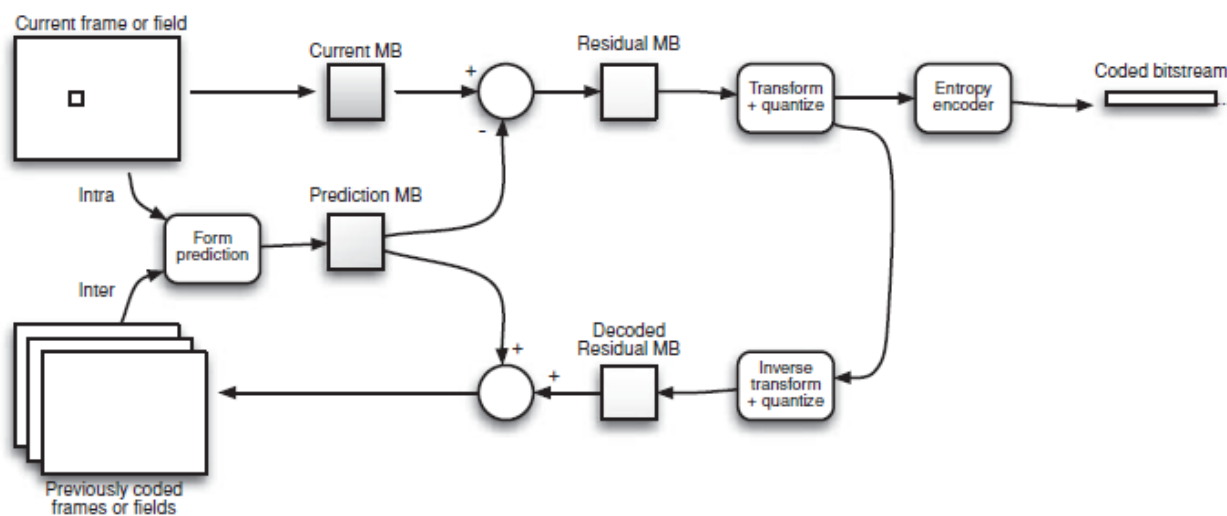 Current frame or field
Current MB
Residual MB
Coded bitstream
+
-
Transform
+ quantize
Entropy
encoder
...
Intra
Prediction MB
Form
prediction
Inter
Decoded
Residual MB
+
+
Inverse
transform
+ quantize
Previously coded
frames or fields